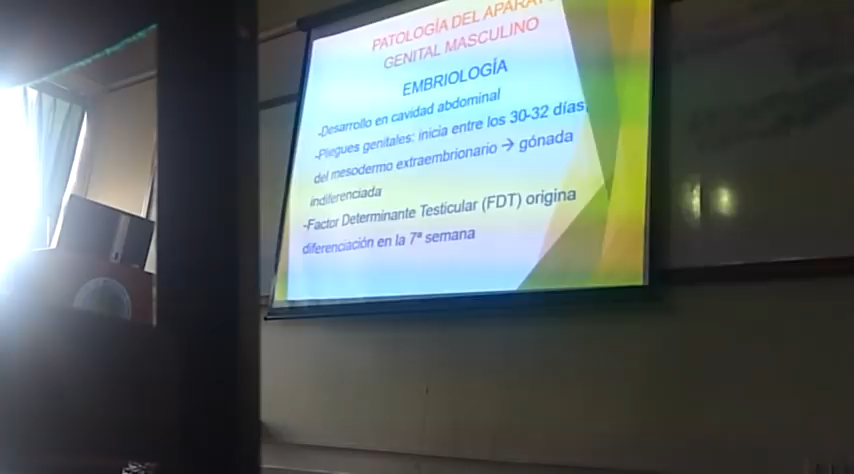 PATOLOGÍA DEL APARAT
GENITAL MASCULINO
EMBRIOLOGÍA
-Desarrollo en cavidad abdominal
-Pliegues genitales: inicia entre los 30-32 días,
del mesodermo extraembrionario → gónada
indiferenciada
-Factor Determinante Testicular (FDT) origina
diferenciación en la 7ª semana